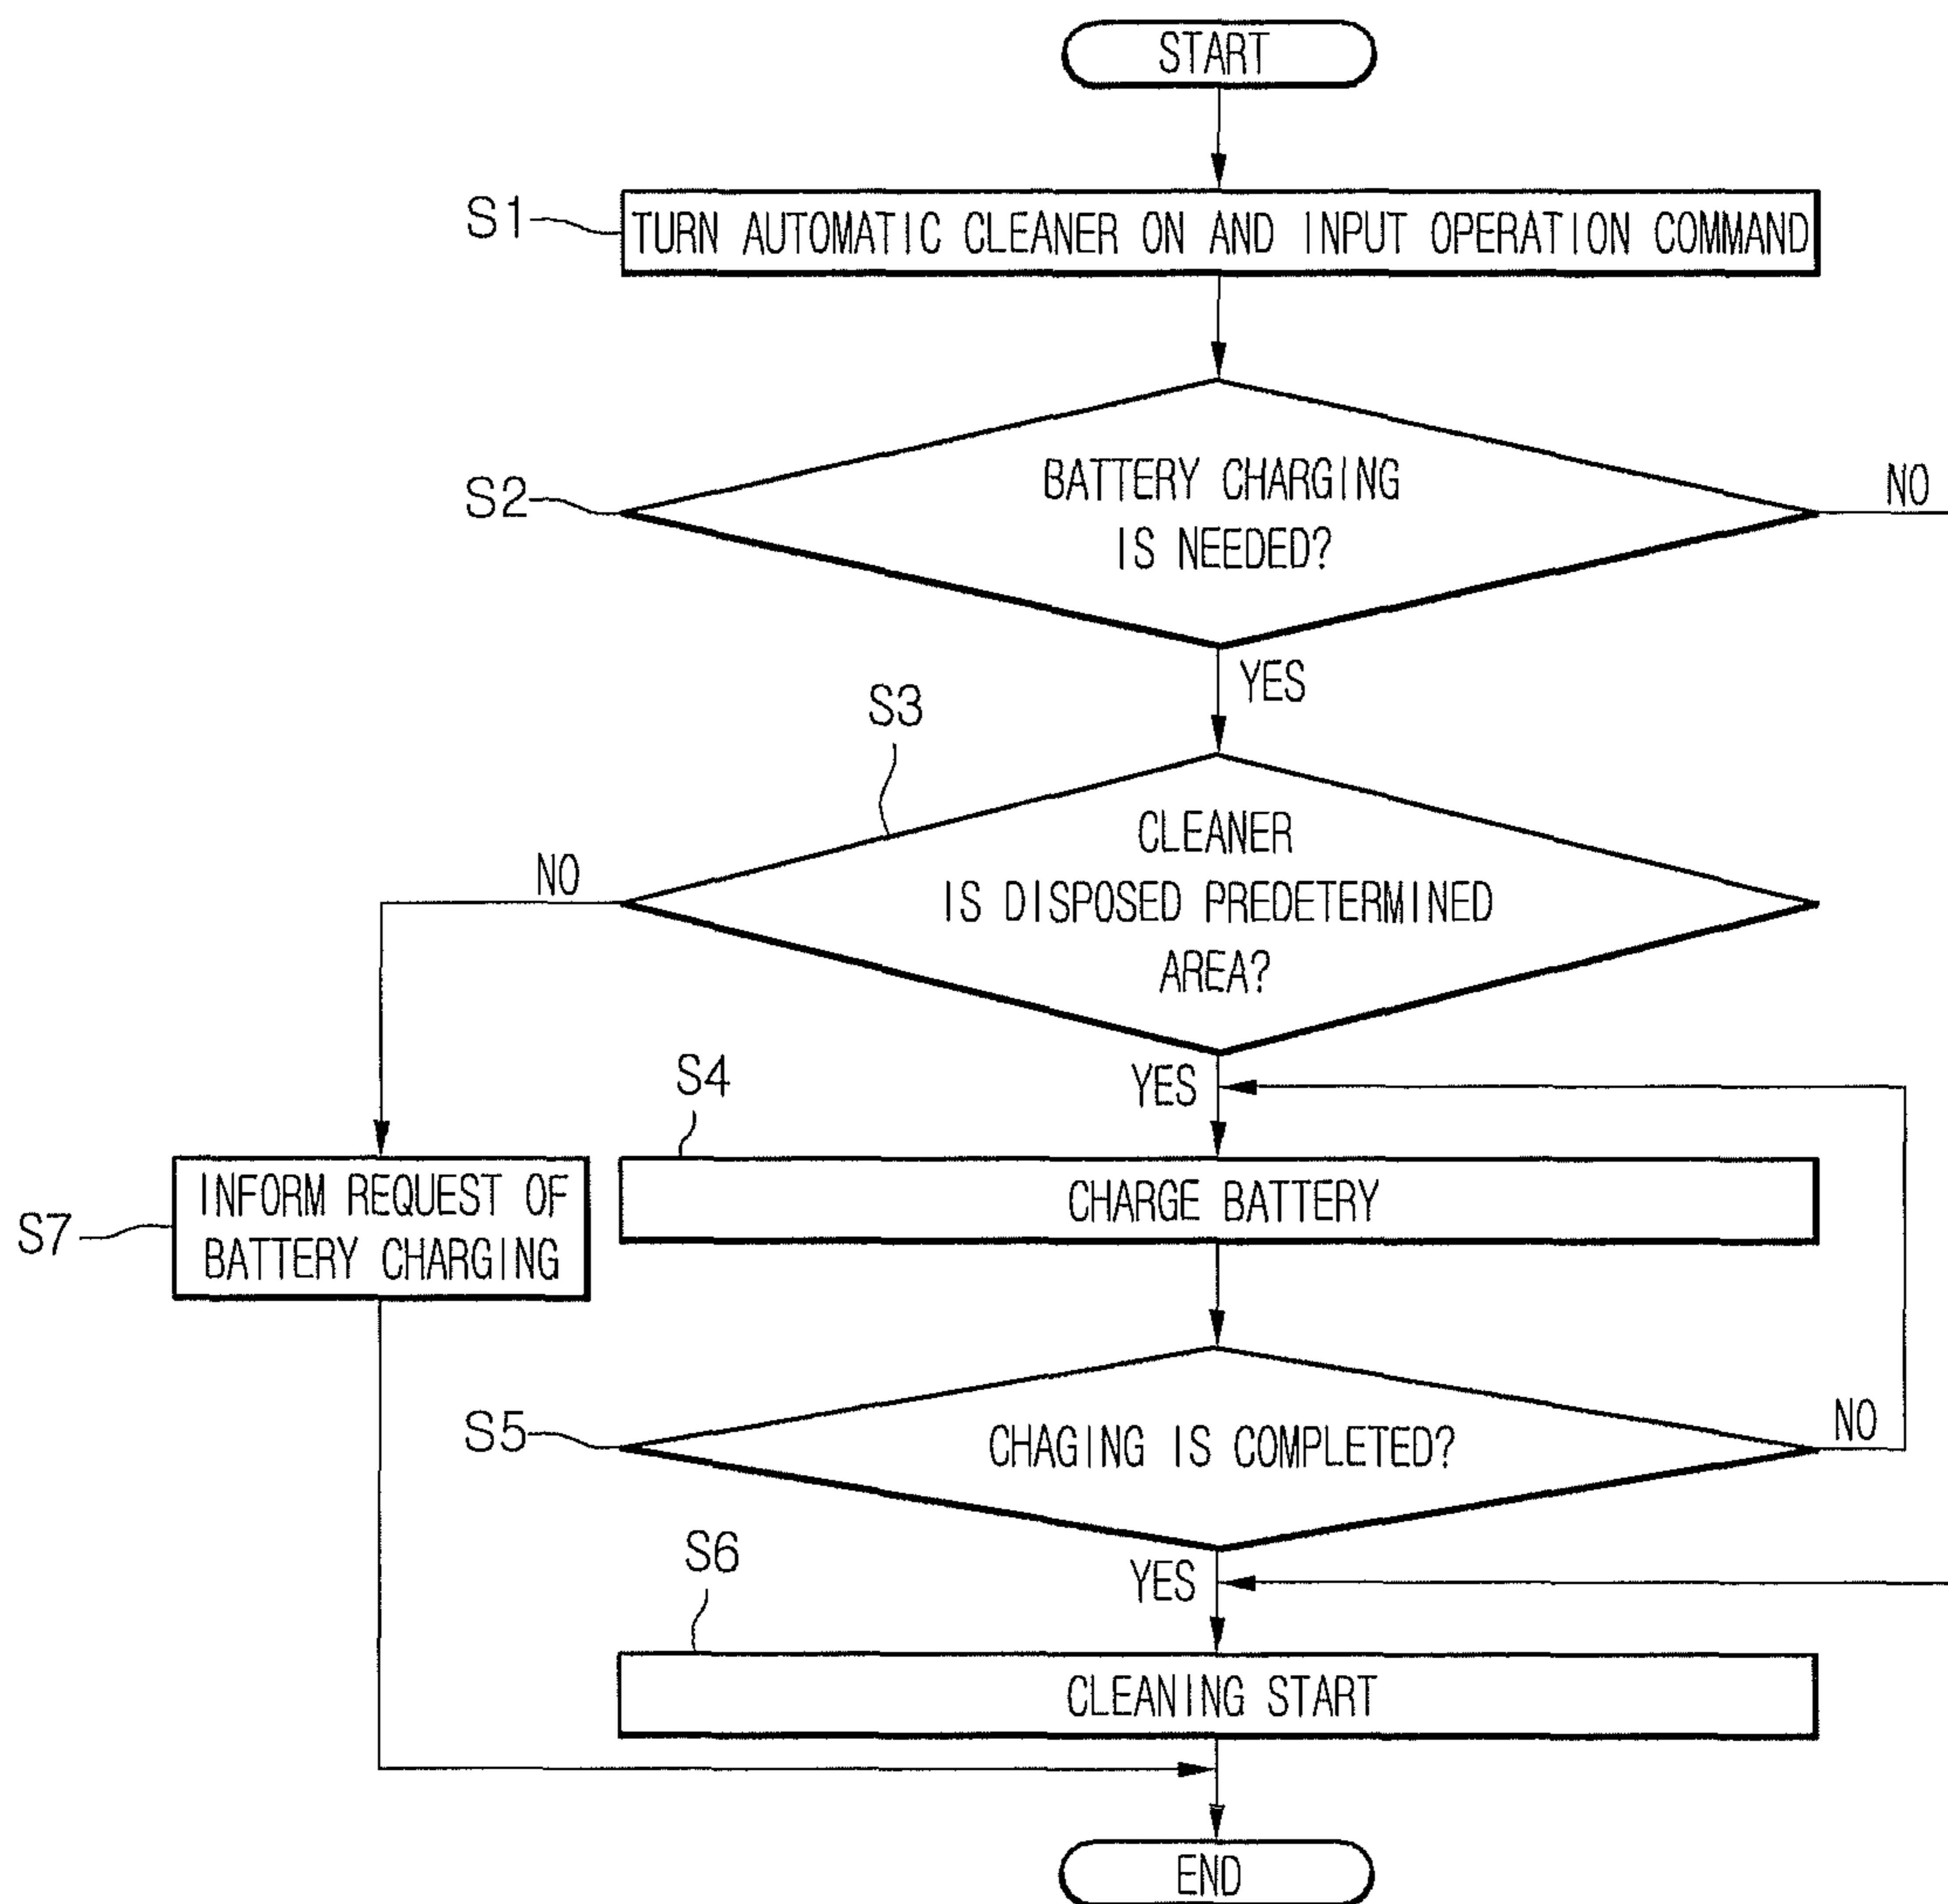 START
S1
TURN AUTOMATIC CLEANER ON AND INPUT OPERATION COMMAND
S2
BATTERY CHARGING
IS NEEDED?
NO
YES
S3
CLEANER
IS DISPOSED PREDETERMINED
AREA?
NO
YES
S4
CHARGE BATTERY
S7
INFORM REQUEST OF
BATTERY CHARGING
S5
CHAGING IS COMPLETED?
NO
YES
S6
CLEANING START
END